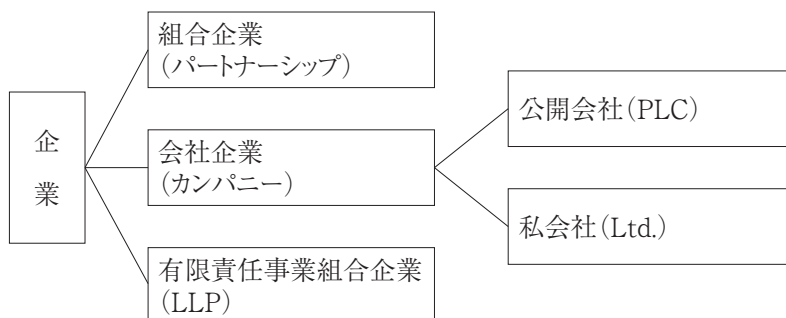 企
業
組合企業
(パートナーシップ)
会社企業
(カンパニー)
有限責任事業組合企業
(LLP)
公開会社(PLC)
私会社(Ltd.)